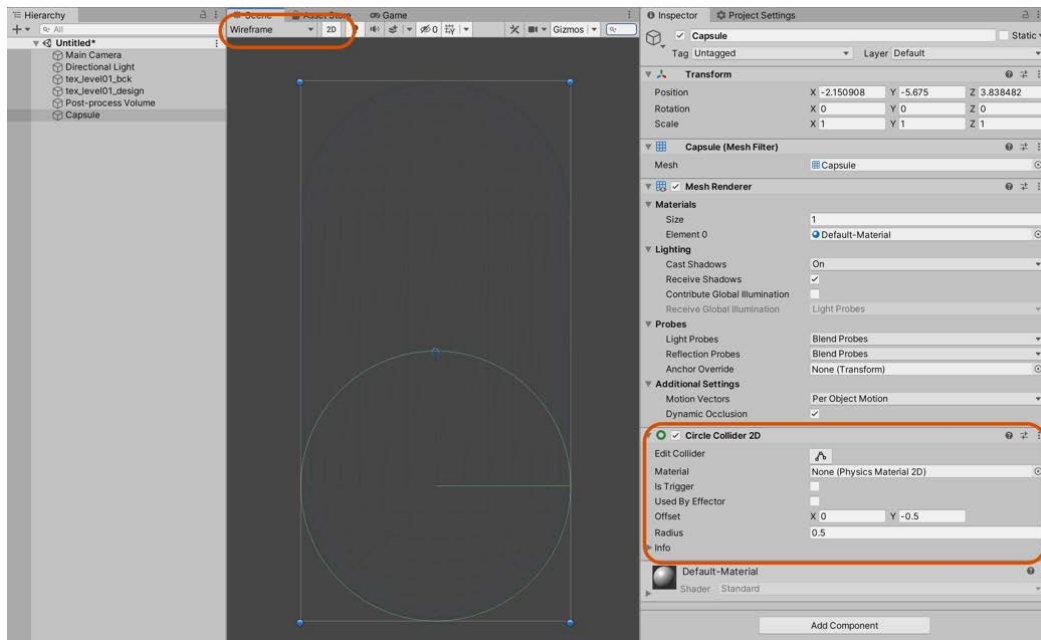 Hierarchy
All
Untitled*
Main Camera
Directional Light
tex_level01_bck
tex_level01_design
Post-process Volume
Capsule
Scene
Asset Store
Game
Wireframe
2D
0
Gizmos
Inspector
Project Settings
Capsule
Static
Tag Untagged
Layer Default
Transform
Position X -2.150908 Y -5.675 Z 3.838482
Rotation X 0 Y 0 Z 0
Scale X 1 Y 1 Z 1
Capsule (Mesh Filter)
Mesh Capsule
Mesh Renderer
Materials
Size 1
Element 0 Default-Material
Lighting
Cast Shadows On
Receive Shadows
Contribute Global Illumination
Receive Global Illumination Light Probes
Probes
Light Probes Blend Probes
Reflection Probes Blend Probes
Anchor Override None (Transform)
Additional Settings
Motion Vectors Per Object Motion
Dynamic Occlusion
Circle Collider 2D
Edit Collider
Material None (Physics Material 2D)
Is Trigger
Used By Effector
Offset X 0 Y -0.5
Radius 0.5
Info
Default-Material
Shader Standard
Add Component